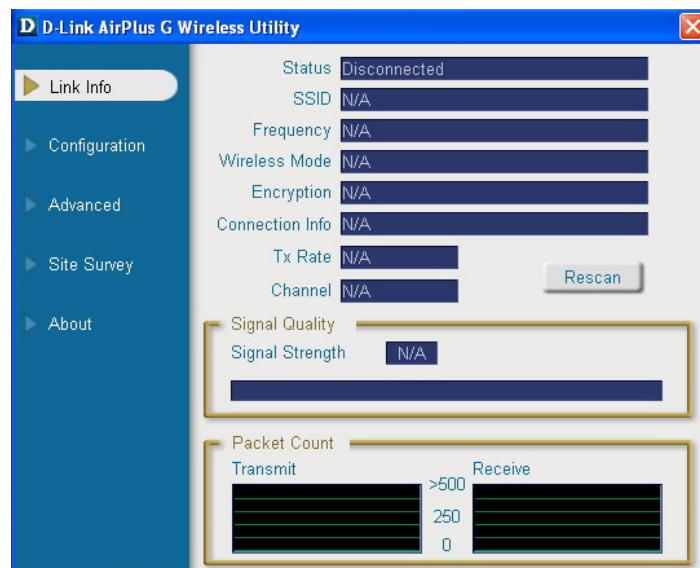 D D-Link AirPlus G Wireless Utility
Link Info
Configuration
Advanced
Site Survey
About
Status Disconnected
SSID N/A
Frequency N/A
Wireless Mode N/A
Encryption N/A
Connection Info N/A
Tx Rate N/A
Channel N/A
Rescan
Signal Quality
Signal Strength N/A
Packet Count
Transmit
Receive
>500
250
0